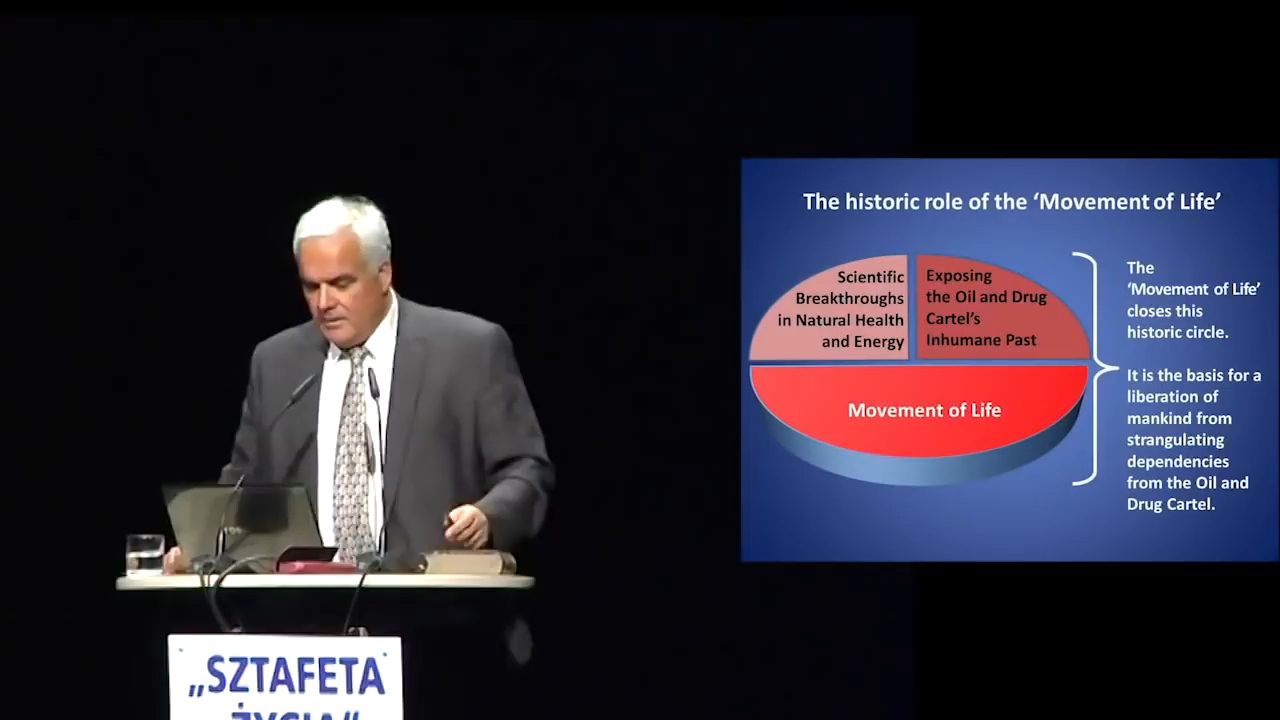 The historic role of the ‘Movement of Life’
Scientific
Breakthroughs
in Natural Health
and Energy
Exposing
the Oil and Drug
Cartel’s
Inhumane Past
Movement of Life
The
‘Movement of Life’
closes this
historic circle.
It is the basis for a
liberation of
mankind from
strangulating
dependencies
from the Oil and
Drug Cartel.
„SZTAFETA
ŻYCIA”